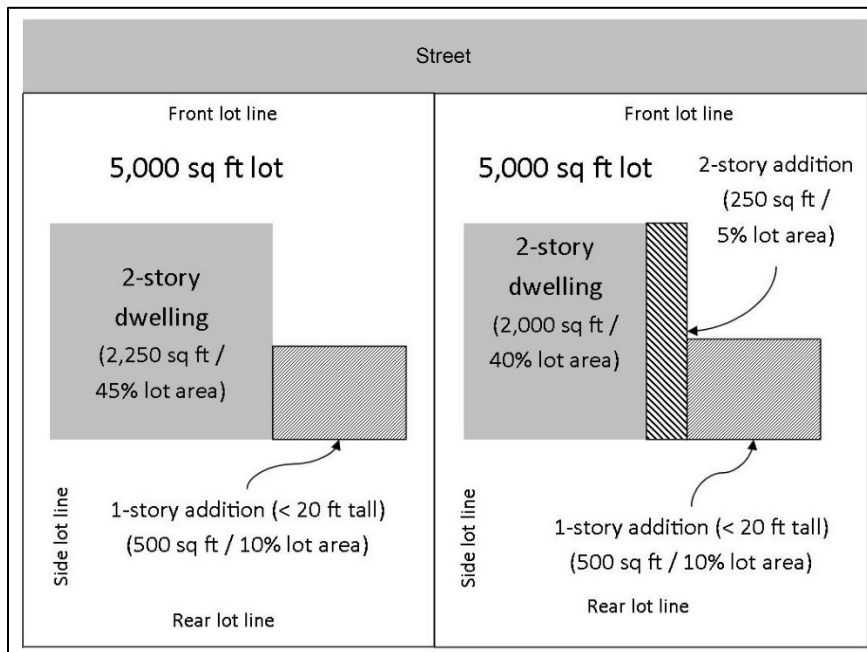 Street
Front lot line
5,000 sq ft lot
2-story
dwelling
(2,250 sq ft /
45% lot area)
1-story addition (< 20 ft tall)
(500 sq ft / 10% lot area)
Side lot line
Rear lot line
Front lot line
5,000 sq ft lot
2-story addition
(250 sq ft /
5% lot area)
2-story
dwelling
(2,000 sq ft /
40% lot area)
1-story addition (< 20 ft tall)
(500 sq ft / 10% lot area)
Side lot line
Rear lot line